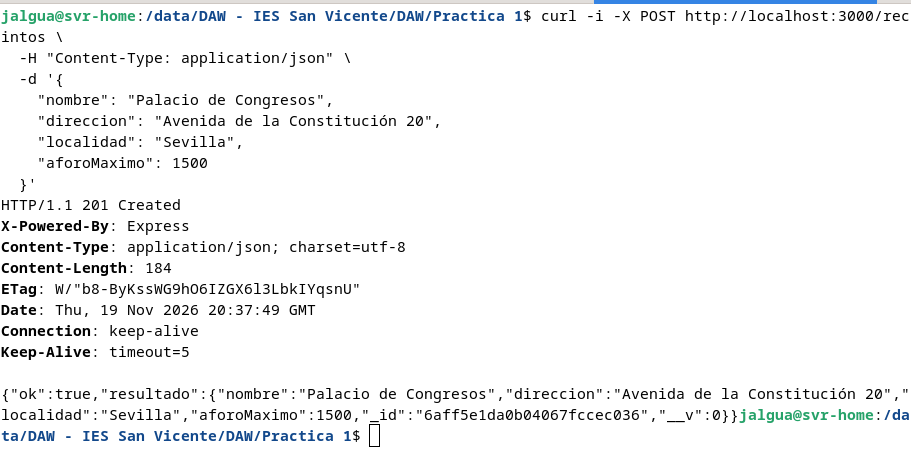 jalgua@svr-home:/data/DAW - IES San Vicente/DAW/Practica 1$ curl -i -X POST http://localhost:3000/rec
intos \
  -H "Content-Type: application/json" \
  -d '{
    "nombre": "Palacio de Congresos",
    "direccion": "Avenida de la Constitución 20",
    "localidad": "Sevilla",
    "aforoMaximo": 1500
  }'
HTTP/1.1 201 Created
X-Powered-By: Express
Content-Type: application/json; charset=utf-8
Content-Length: 184
ETag: W/"b8-ByKssWG9hO6IZGX6l3LbkIYqsnU"
Date: Thu, 19 Nov 2026 20:37:49 GMT
Connection: keep-alive
Keep-Alive: timeout=5

{"ok":true,"resultado":{"nombre":"Palacio de Congresos","direccion":"Avenida de la Constitución 20","
localidad":"Sevilla","aforoMaximo":1500,"_id":"6aff5e1da0b04067fccec036","__v":0}}jalgua@svr-home:/da
ta/DAW - IES San Vicente/DAW/Practica 1$